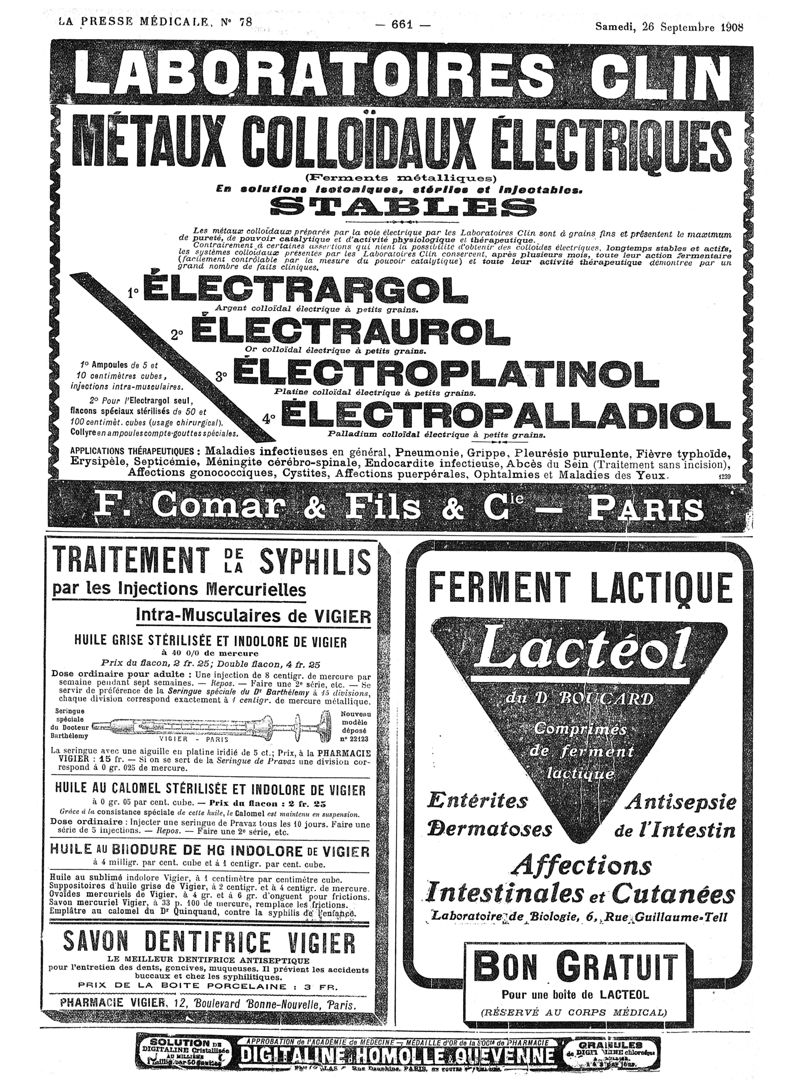 LA PRESSE MÉDICALE, N° 78
— 661 —
Samedi, 26 Septembre 1908
LABORATOIRES CLIN
MÉTAUX COLLOÏDAUX ÉLECTRIQUES
(Ferments métalliques)
En solutions isotoniques, stériles et injectables.
STABLES
Les métaux colloïdaux préparés par la voie électrique par les Laboratoires Clin sont à grains fins et présentent le maximum
de pureté, de pouvoir catalytique et d'activité physiologique et thérapeutique.
Contrairement à certaines assertions qui nient la possibilité d'obtenir des colloïdes électriques, longtemps stables et actifs,
les systèmes colloïdaux présentés par les Laboratoires Clin conservent, après plusieurs mois, toute leur action fermentaire
(facilement contrôlable par la mesure du pouvoir catalytique) et toute leur activité thérapeutique démontrée par un
grand nombre de faits cliniques.
1° ÉLECTRARGOL
Argent colloïdal électrique à petits grains.
2° ÉLECTRAUROL
Or colloïdal électrique à petits grains.
3° ÉLECTROPLATINOL
Platine colloïdal électrique à petits grains.
4° ÉLECTROPALLADIOL
Palladium colloïdal électrique à petits grains.
1° Ampoules de 5 et
10 centimètres cubes,
injections intra-musculaires.
2° Pour l'Electrargol seul,
flacons spéciaux stérilisés de 50 et
100 centimèt. cubes (usage chirurgical).
Collyre en ampoules compte-gouttes spéciales.
APPLICATIONS THÉRAPEUTIQUES : Maladies infectieuses en général, Pneumonie, Grippe, Pleurésie purulente, Fièvre typhoïde,
Erysipèle, Septicémie, Méningite cérébro-spinale, Endocardite infectieuse, Abcès du Sein (Traitement sans incision),
Affections gonococciques, Cystites, Affections puerpérales, Ophtalmies et Maladies des Yeux. 1239
F. Comar & Fils & Cie — PARIS
TRAITEMENT DE LA SYPHILIS
par les Injections Mercurielles
Intra-Musculaires de VIGIER
HUILE GRISE STÉRILISÉE ET INDOLORE DE VIGIER
à 40 0/0 de mercure
Prix du flacon, 2 fr. 25; Double flacon, 4 fr. 25
Dose ordinaire pour adulte : Une injection de 8 centigr. de mercure par
semaine pendant sept semaines. — Repos. — Faire une 2e série, etc. — Se
servir de préférence de la Seringue spéciale du Dr Barthélemy à 15 divisions,
chaque division correspond exactement à 1 centigr. de mercure métallique.
Seringue
spéciale
du Docteur
Barthélemy
VIGIER - PARIS
Nouveau
modèle
déposé
n° 22123
La seringue avec une aiguille en platine iridié de 5 ct.; Prix, à la PHARMACIE
VIGIER : 15 fr. — Si on se sert de la Seringue de Pravaz une division cor-
respond à 0 gr. 025 de mercure.
HUILE AU CALOMEL STÉRILISÉE ET INDOLORE DE VIGIER
à 0 gr. 05 par cent. cube. — Prix du flacon : 2 fr. 25
Grâce à la consistance spéciale de cette huile, le Calomel est maintenu en suspension.
Dose ordinaire : Injecter une seringue de Pravaz tous les 10 jours. Faire une
série de 5 injections. — Repos. — Faire une 2e série, etc.
HUILE AU BIIODURE DE HG INDOLORE DE VIGIER
à 4 milligr. par cent. cube et à 1 centigr. par cent. cube.
Huile au sublimé indolore Vigier, à 1 centimètre par centimètre cube.
Suppositoires d'huile grise de Vigier, à 2 centigr. et à 4 centigr. de mercure.
Ovoïdes mercuriels de Vigier, à 4 gr. et à 6 gr. d'onguent pour frictions.
Savon mercuriel Vigier, à 33 p. 100 de mercure, remplace les frictions.
Emplâtre au calomel du Dr Quinquaud, contre la syphilis de l'enfance.
SAVON DENTIFRICE VIGIER
LE MEILLEUR DENTIFRICE ANTISEPTIQUE
pour l'entretien des dents, gencives, muqueuses. Il prévient les accidents
buccaux et chez les syphilitiques.
PRIX DE LA BOITE PORCELAINE : 3 FR.
PHARMACIE VIGIER, 12, Boulevard Bonne-Nouvelle, Paris.
FERMENT LACTIQUE
Lactéol
du D BOUCARD
Comprimés
de ferment
lactique
Entérites
Dermatoses
Antisepsie
de l'Intestin
Affections
Intestinales et Cutanées
Laboratoire de Biologie, 6, Rue Guillaume-Tell
BON GRATUIT
Pour une boite de LACTEOL
(RÉSERVÉ AU CORPS MÉDICAL)
SOLUTION DE
DIGITALINE Cristallisée
AU MILLIÈME
APPROBATION de l'ACADÉMIE de MÉDECINE — MÉDAILLE D'OR de la SOCté de PHARMACIE
DIGITALINE HOMOLLE & QUEVENNE
Rue Dauphine, PARIS,
GRANULES